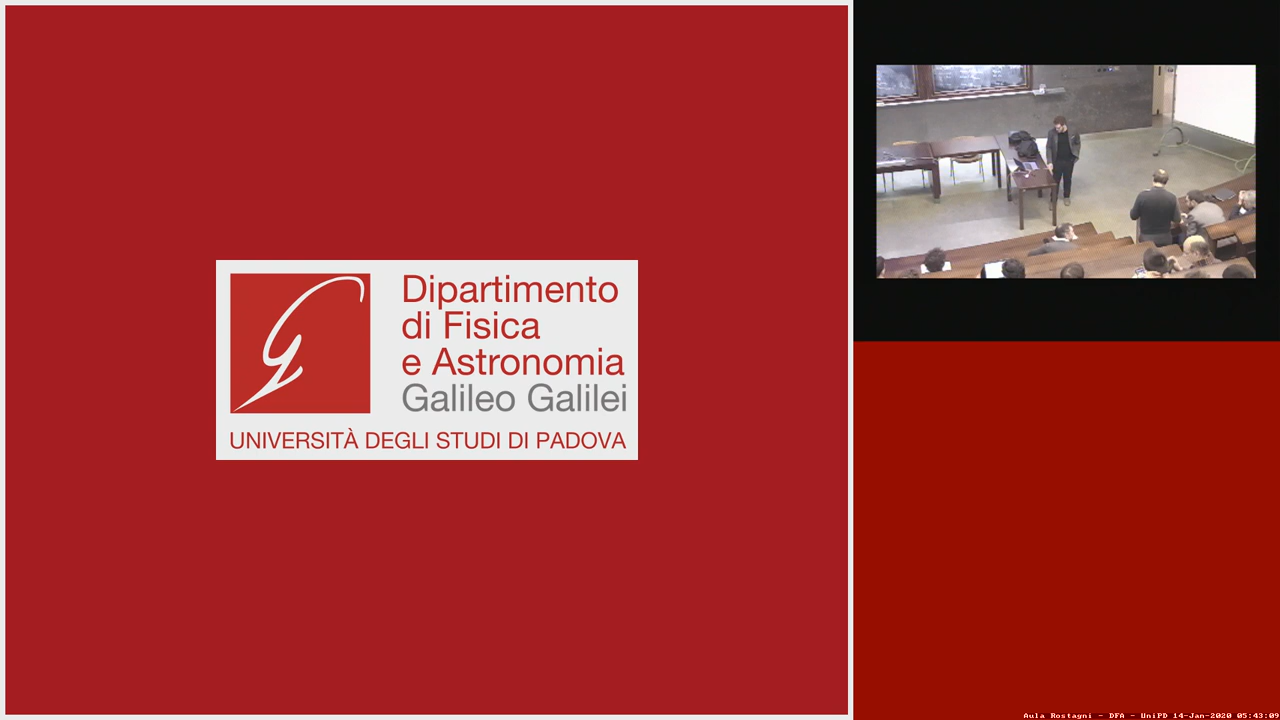 Dipartimento
di Fisica
e Astronomia
Galileo Galilei
UNIVERSITÀ DEGLI STUDI DI PADOVA
Aula Rostagni - DFA - UniPD 14-Jan-2020 05:43:09